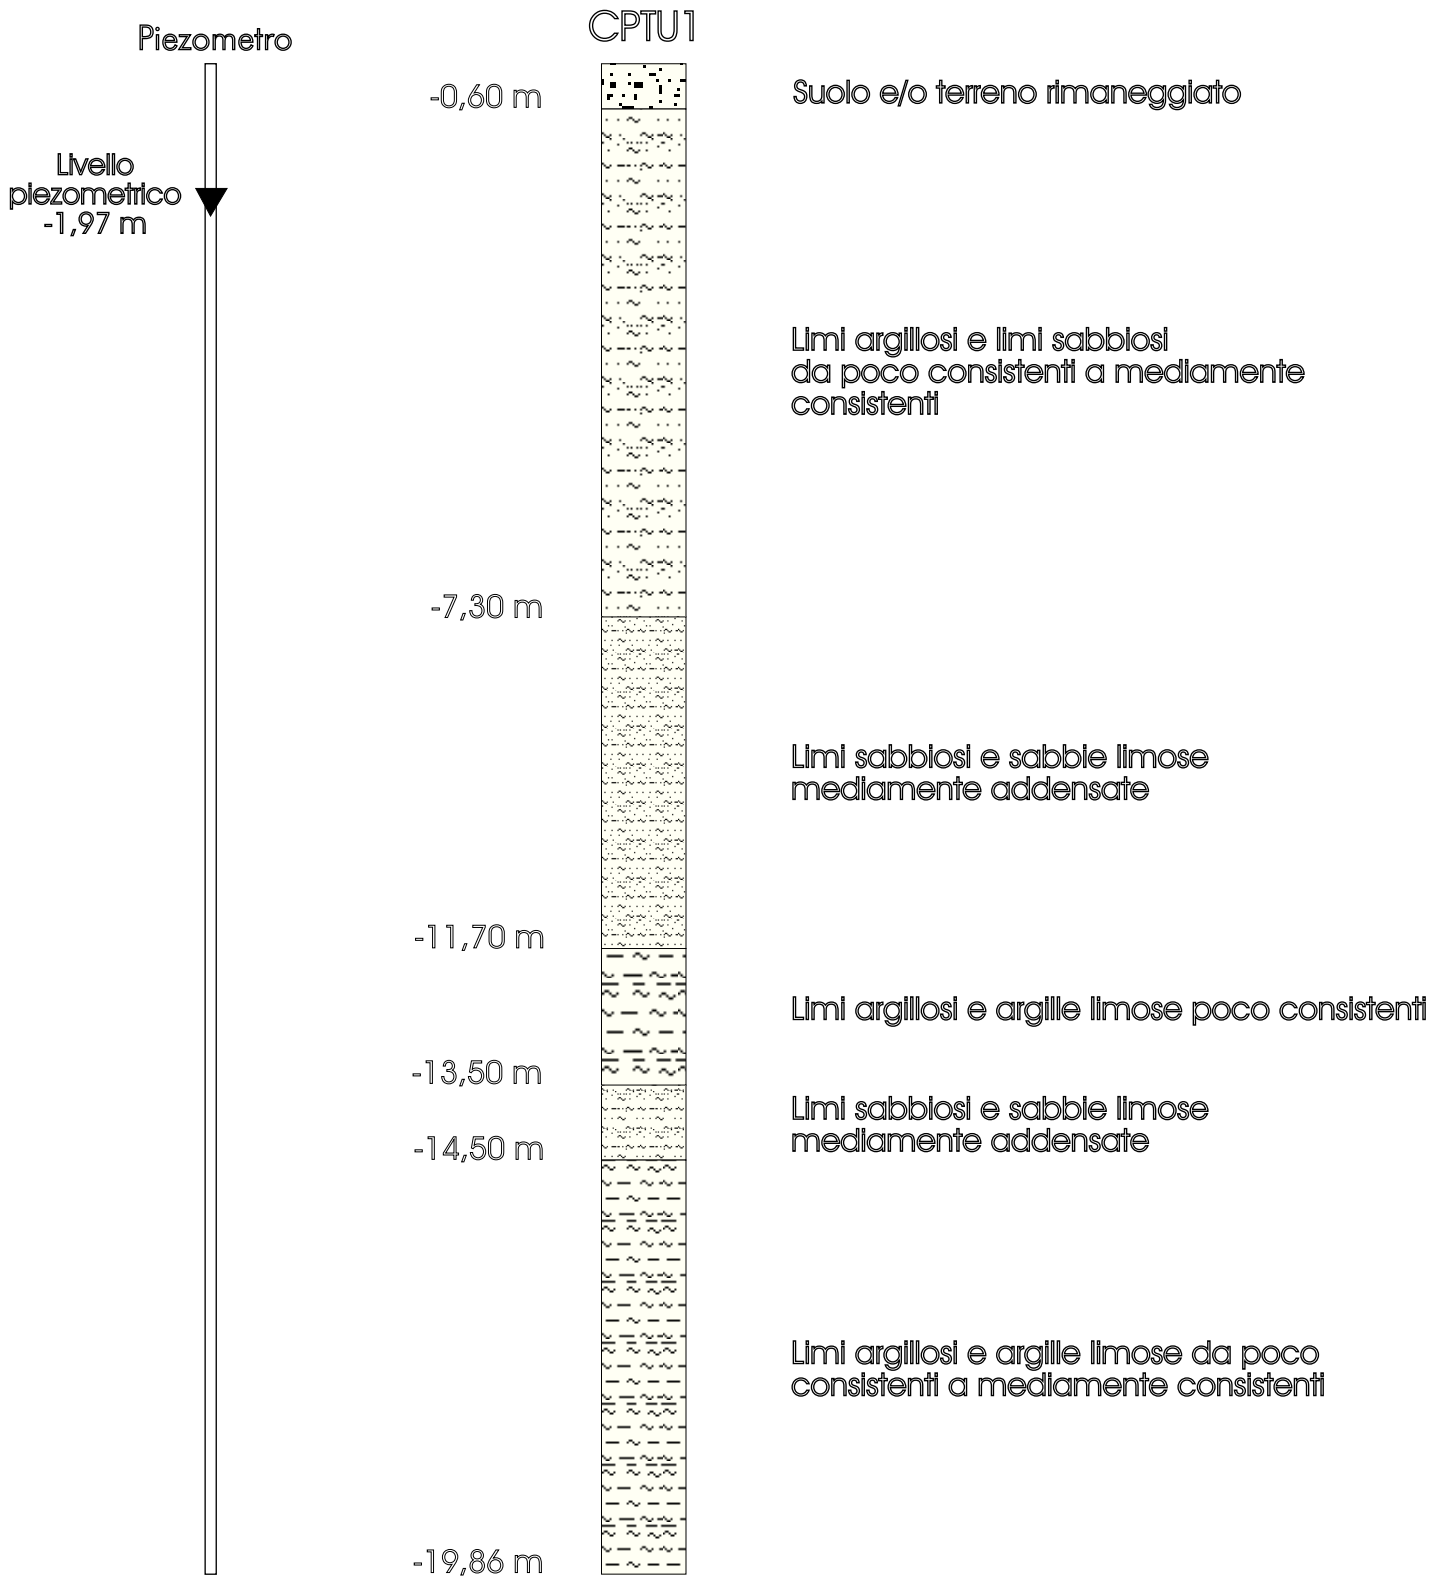 Piezometro
CPTU1
-0,60 m
Suolo e/o terreno rimaneggiato
Livello
piezometrico
-1,97 m
Limi argillosi e limi sabbiosi
da poco consistenti a mediamente
consistenti
-7,30 m
Limi sabbiosi e sabbie limose
mediamente addensate
-11,70 m
Limi argillosi e argille limose poco consistenti
-13,50 m
Limi sabbiosi e sabbie limose
mediamente addensate
-14,50 m
Limi argillosi e argille limose da poco
consistenti a mediamente consistenti
-19,86 m